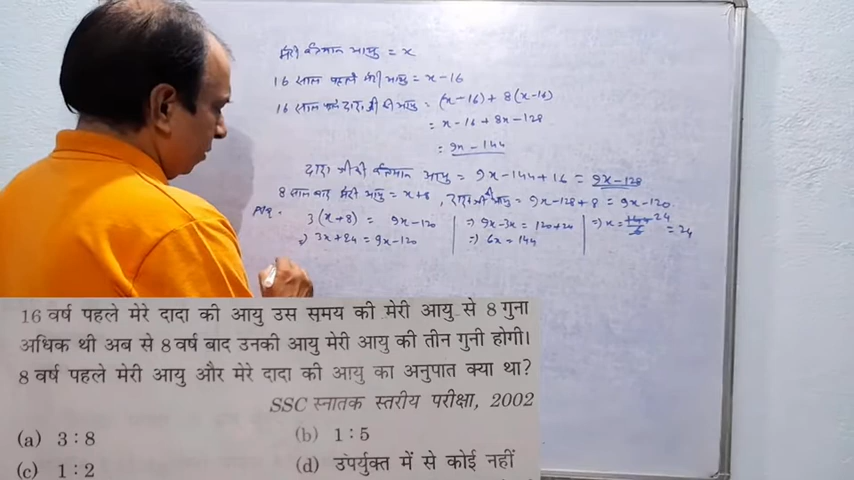 मेरी वर्तमान आयु = x
16 साल पहले मेरी आयु = x-16
16 साल पहले दादा जी की आयु = (x-16) + 8(x-16)
= x-16+8x-128
= 9x-144
दादा जी की वर्तमान आयु = 9x-144+16 = 9x-128
8 साल बाद मेरी आयु = x+8, दादा जी की आयु = 9x-128+8 = 9x-120.
3(x+8) = 9x-120 | => 9x-3x = 120+24 | => x = 144/6 24 = 24
=> 3x+24 = 9x-120 | => 6x = 144
16 वर्ष पहले मेरे दादा की आयु उस समय की मेरी आयु से 8 गुना
अधिक थी अब से 8 वर्ष बाद उनकी आयु मेरी आयु की तीन गुनी होगी।
8 वर्ष पहले मेरी आयु और मेरे दादा की आयु का अनुपात क्या था?
SSC स्नातक स्तरीय परीक्षा, 2002
(a) 3 : 8 (b) 1 : 5
(c) 1 : 2 (d) उपर्युक्त में से कोई नहीं